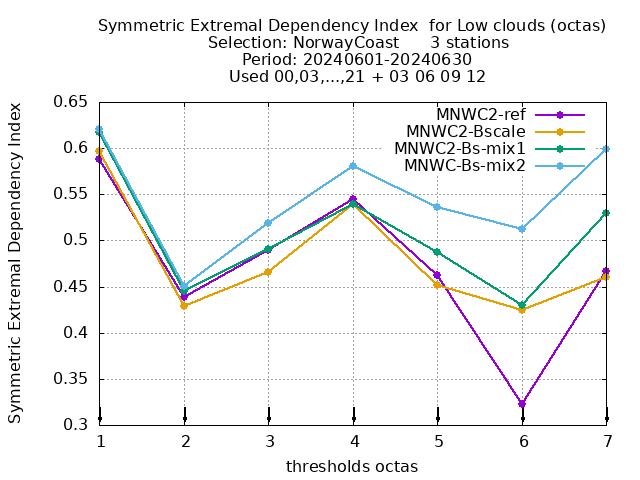 Symmetric Extremal Dependency Index  for Low clouds (octas)
Selection: NorwayCoast      3 stations
Period: 20240601-20240630
Used 00,03,...,21 + 03 06 09 12
Symmetric Extremal Dependency Index
0.65
0.6
0.55
0.5
0.45
0.4
0.35
0.3
MNWC2-ref
MNWC2-Bscale
MNWC2-Bs-mix1
MNWC-Bs-mix2
1 2 3 4 5 6 7
thresholds octas